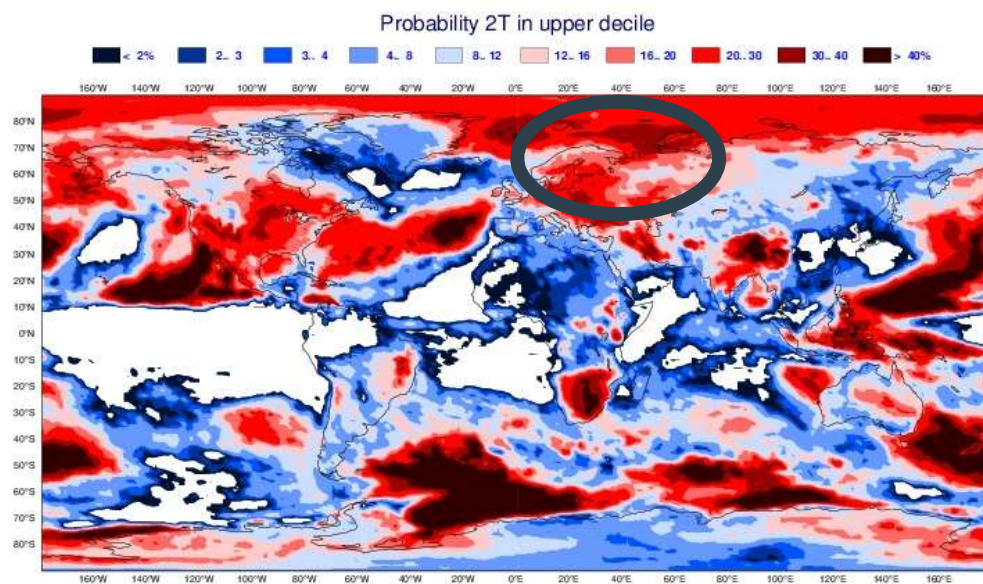 Probability 2T in upper decile
< 2% 2.. 3 3.. 4 4.. 8 8.. 12 12.. 16 16.. 20 20.. 30 30.. 40 > 40%
160°W 140°W 120°W 100°W 80°W 60°W 40°W 20°W 0°E 20°E 40°E 60°E 80°E 100°E 120°E 140°E 160°E
80°N
70°N
60°N
50°N
40°N
30°N
20°N
10°N
0°N
10°S
20°S
30°S
40°S
50°S
60°S
70°S
80°S
160°W 140°W 120°W 100°W 80°W 60°W 40°W 20°W 0°E 20°E 40°E 60°E 80°E 100°E 120°E 140°E 160°E